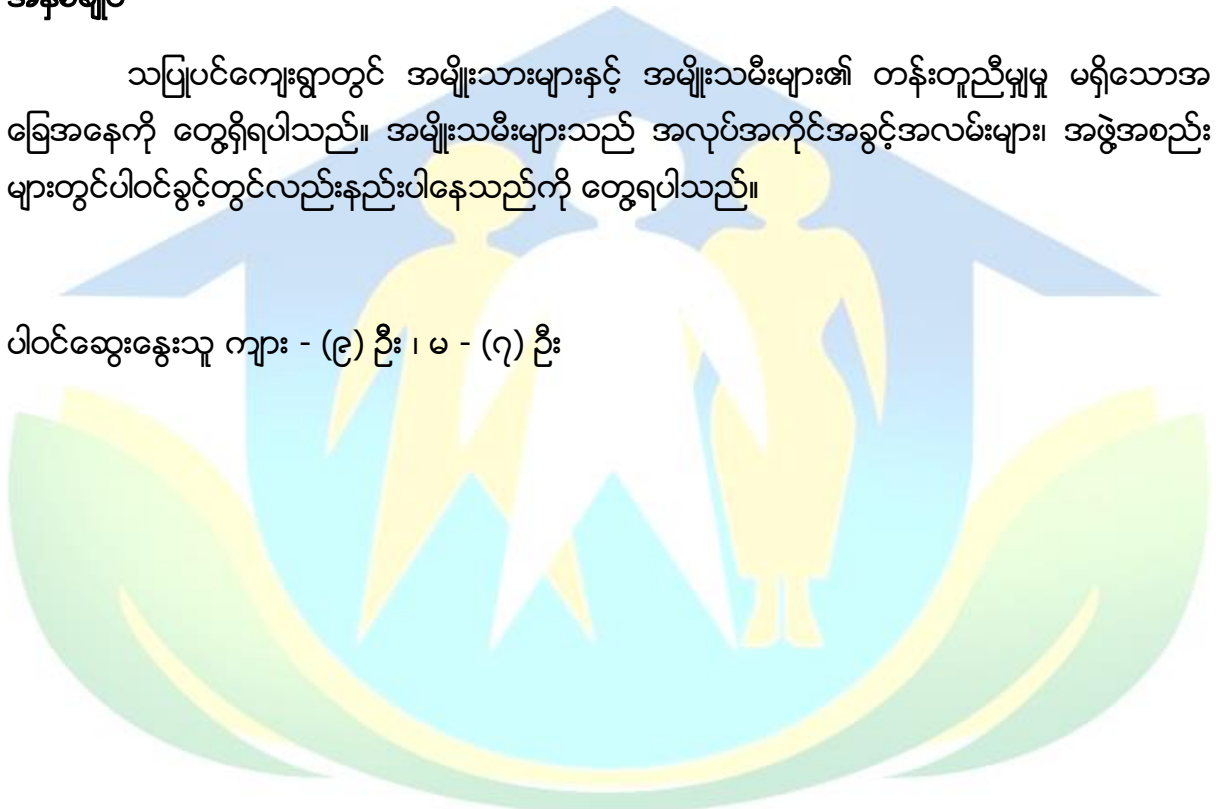 အနှစ်ချုပ်
သပြုပင်ကျေးရွာတွင် အမျိုးသားများနှင့် အမျိုးသမီးများ၏ တန်းတူညီမျှမှု မရှိသောအ
ခြေအနေကို တွေ့ရှိရပါသည်။ အမျိုးသမီးများသည် အလုပ်အကိုင်အခွင့်အလမ်းများ၊ အဖွဲ့အစည်း
များတွင်ပါဝင်ခွင့်တွင်လည်းနည်းပါနေသည်ကို တွေ့ရပါသည်။
ပါဝင်ဆွေးနွေးသူ ကျား - (၉) ဦး ၊ မ - (၇) ဦး